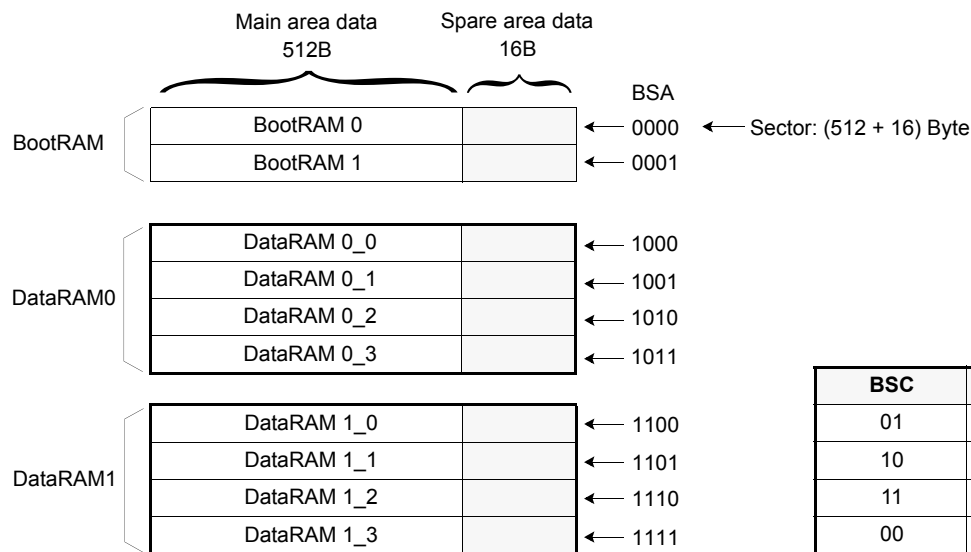 Main area data Spare area data
512B 16B
BSA
BootRAM
BootRAM 0 0000 Sector: (512 + 16) Byte
BootRAM 1 0001
DataRAM0
DataRAM 0_0 1000
DataRAM 0_1 1001
DataRAM 0_2 1010
DataRAM 0_3 1011
DataRAM1
DataRAM 1_0 1100
DataRAM 1_1 1101
DataRAM 1_2 1110
DataRAM 1_3 1111
BSC
01
10
11
00